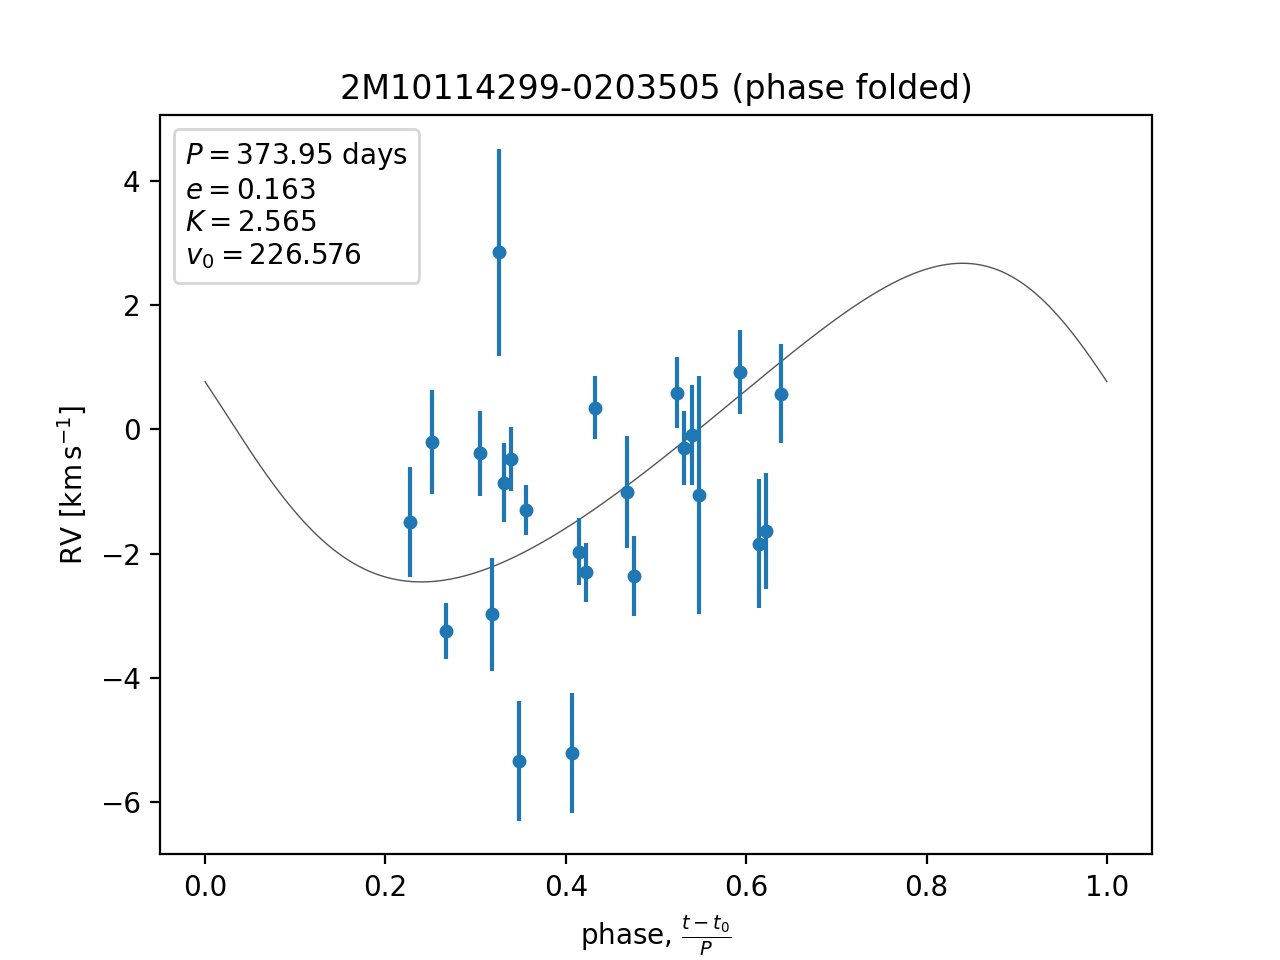 2M10114299-0203505 (phase folded)
P = 373.95 days
e = 0.163
K = 2.565
v₀ = 226.576
4
2
0
−2
−4
−6
RV [km s⁻¹]
0.0 0.2 0.4 0.6 0.8 1.0
phase, (t − t₀)/P